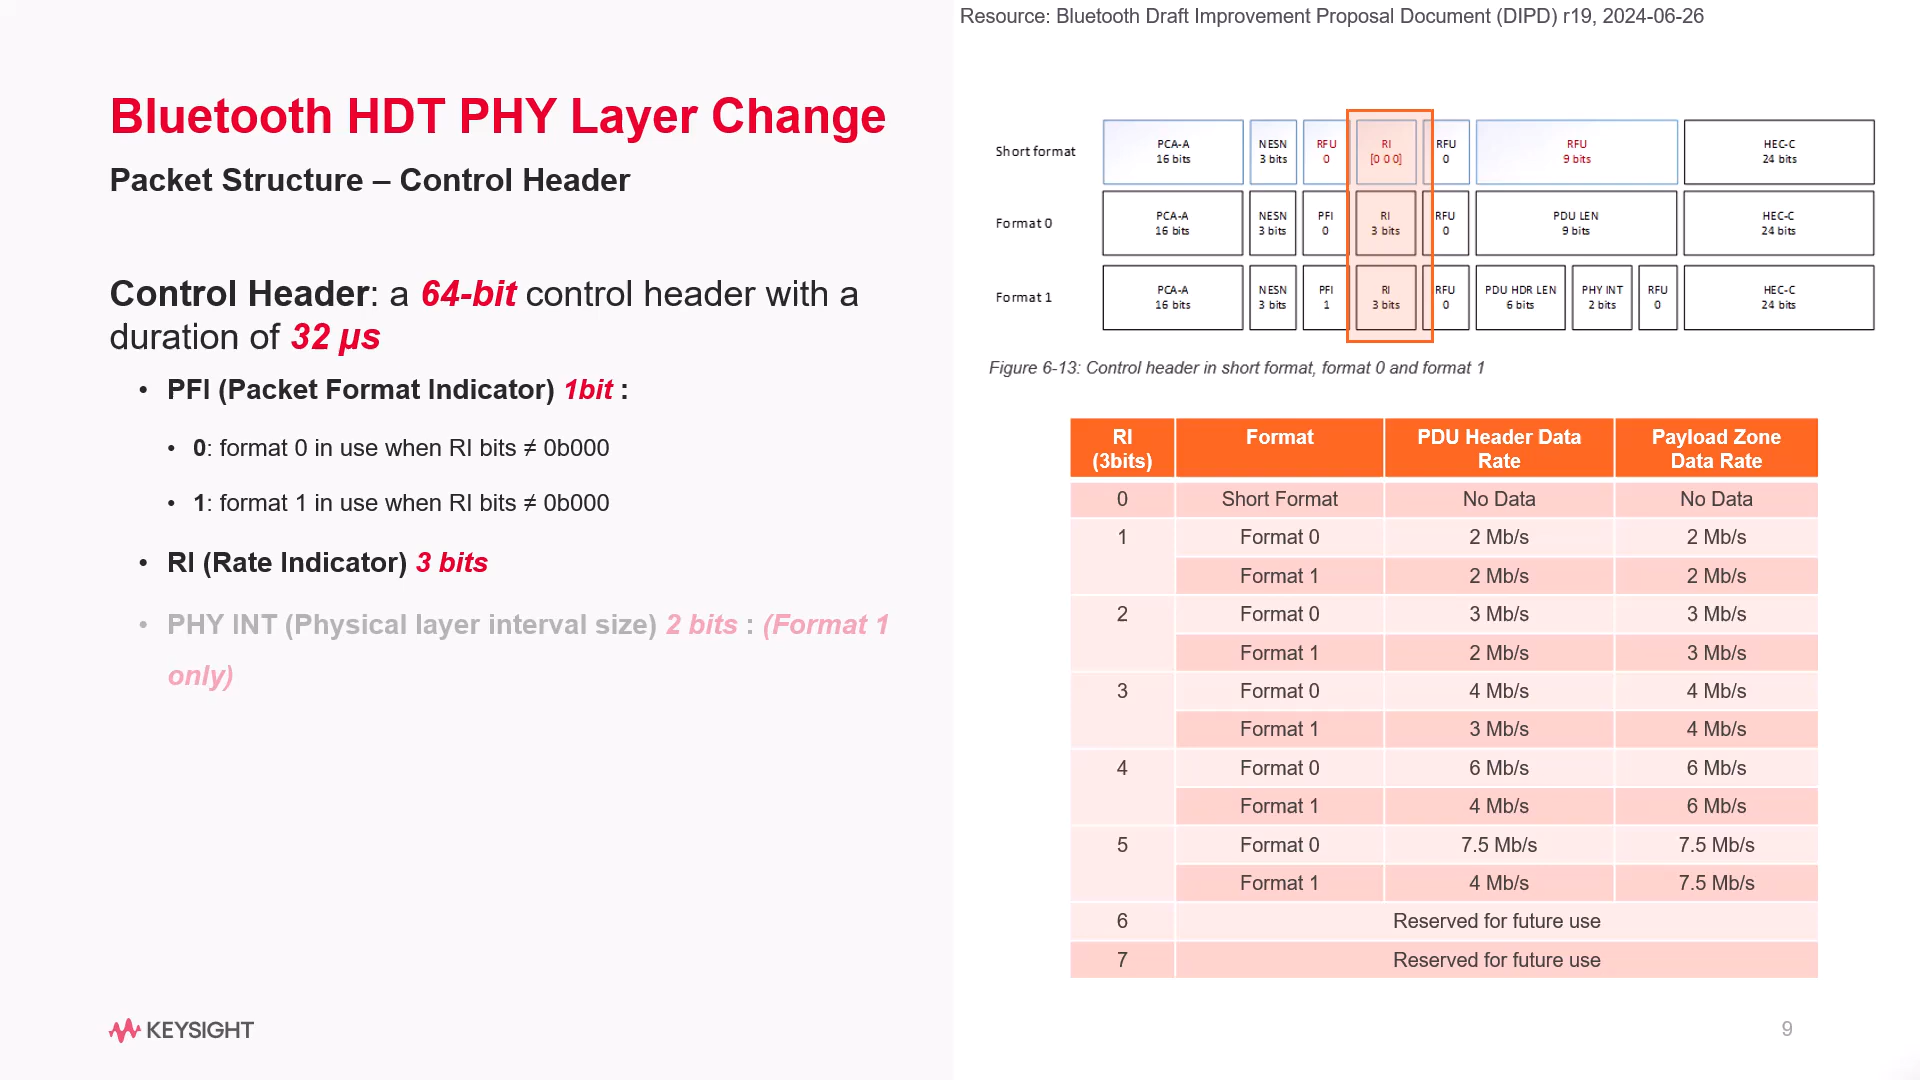 Resource: Bluetooth Draft Improvement Proposal Document (DIPD) r19, 2024-06-26
Bluetooth HDT PHY Layer Change
Packet Structure – Control Header
Control Header: a 64-bit control header with a
duration of 32 µs
• PFI (Packet Format Indicator) 1bit :
• 0: format 0 in use when RI bits ≠ 0b000
• 1: format 1 in use when RI bits ≠ 0b000
• RI (Rate Indicator) 3 bits
• PHY INT (Physical layer interval size) 2 bits : (Format 1
only)
Short format
PCA-A
16 bits
NESN
3 bits
RFU
0
RI
[0 0 0]
RFU
0
RFU
9 bits
HEC-C
24 bits
Format 0
PCA-A
16 bits
NESN
3 bits
PFI
0
RI
3 bits
RFU
0
PDU LEN
9 bits
HEC-C
24 bits
Format 1
PCA-A
16 bits
NESN
3 bits
PFI
1
RI
3 bits
RFU
0
PDU HDR LEN
6 bits
PHY INT
2 bits
RFU
0
HEC-C
24 bits
Figure 6-13: Control header in short format, format 0 and format 1
RI
(3bits)
Format
PDU Header Data
Rate
Payload Zone
Data Rate
0 Short Format No Data No Data
1 Format 0 2 Mb/s 2 Mb/s
Format 1 2 Mb/s 2 Mb/s
2 Format 0 3 Mb/s 3 Mb/s
Format 1 2 Mb/s 3 Mb/s
3 Format 0 4 Mb/s 4 Mb/s
Format 1 3 Mb/s 4 Mb/s
4 Format 0 6 Mb/s 6 Mb/s
Format 1 4 Mb/s 6 Mb/s
5 Format 0 7.5 Mb/s 7.5 Mb/s
Format 1 4 Mb/s 7.5 Mb/s
6 Reserved for future use
7 Reserved for future use
KEYSIGHT
9